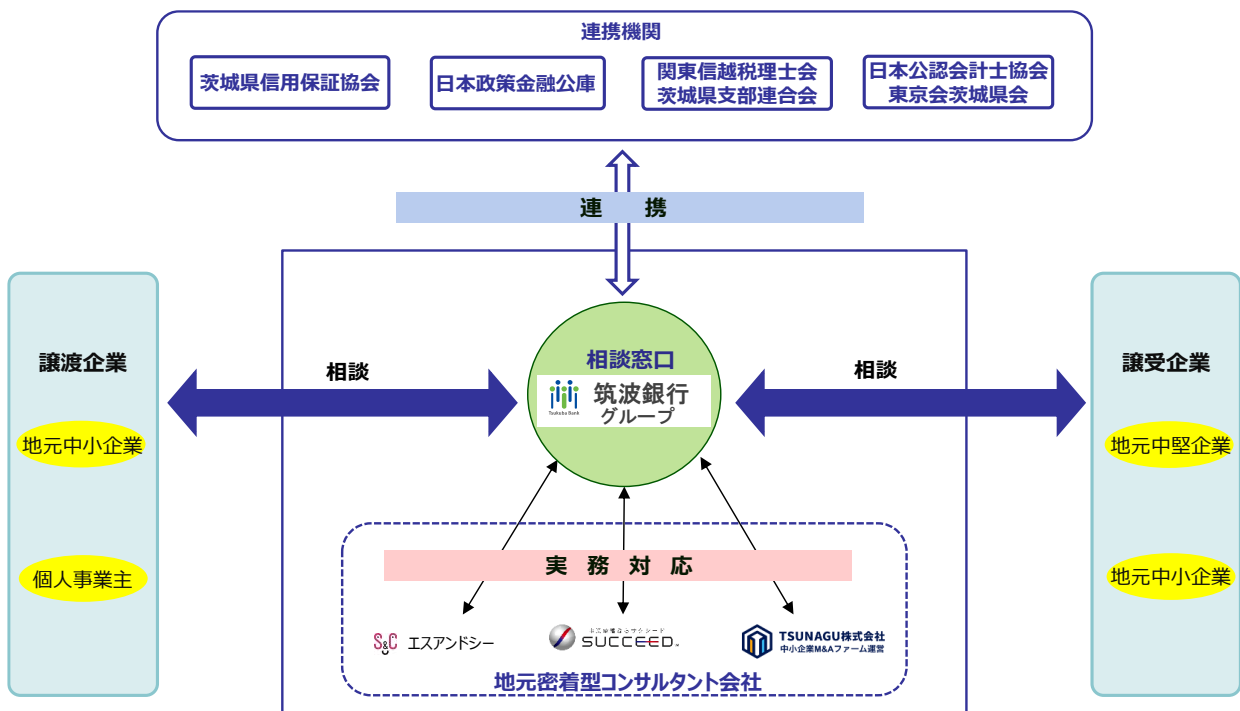 連携機関
茨城県信用保証協会
日本政策金融公庫
関東信越税理士会
茨城県支部連合会
日本公認会計士協会
東京会茨城県会
連 携
譲渡企業
地元中小企業
個人事業主
相談
相談窓口
Tsukuba Bank
筑波銀行
グループ
相談
譲受企業
地元中堅企業
地元中小企業
実 務 対 応
S&C エスアンドシー
SUCCEED
TSUNAGU株式会社
中小企業M&Aファーム運営
地元密着型コンサルタント会社